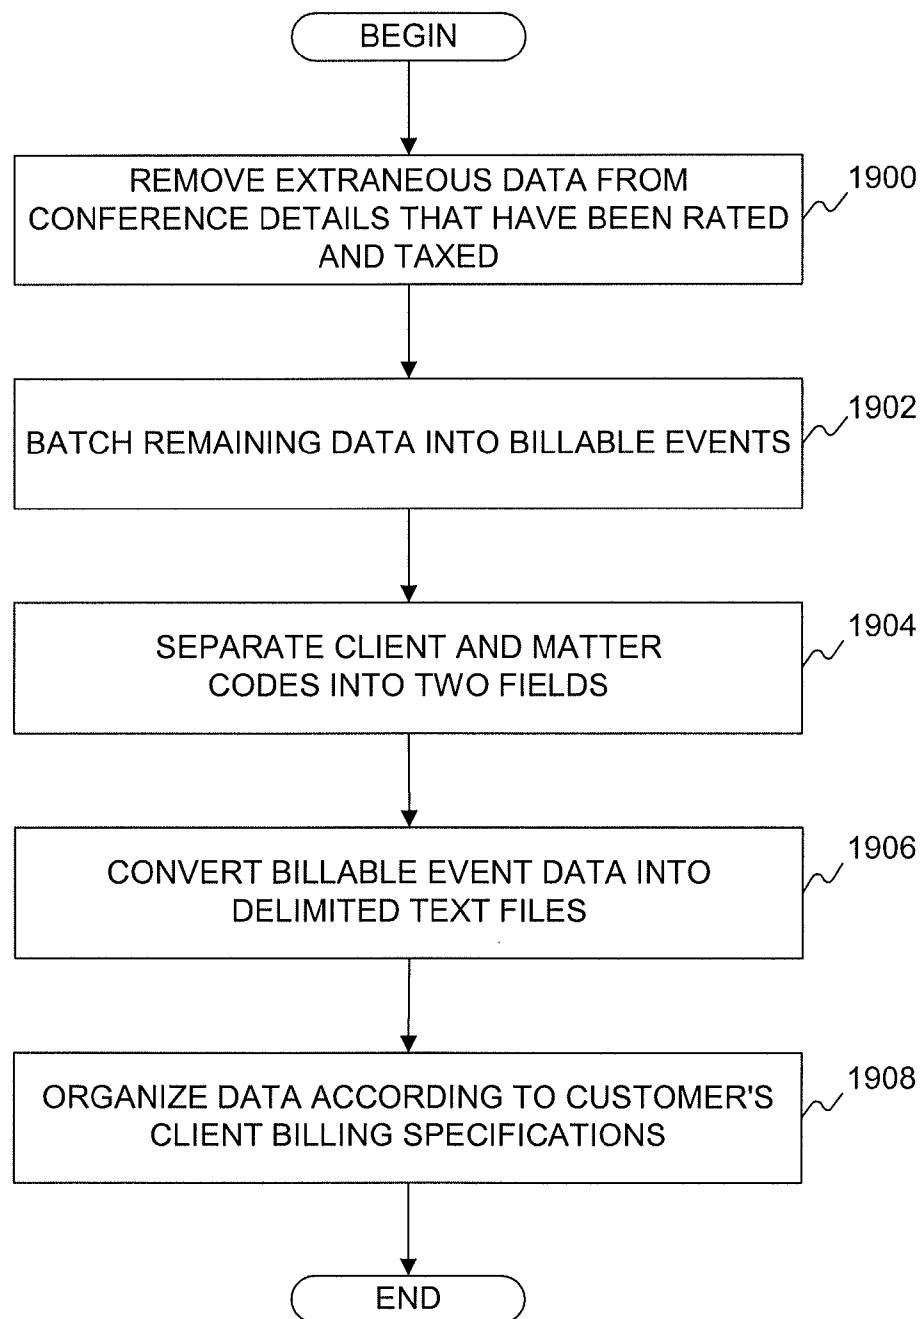 BEGIN
REMOVE EXTRANEOUS DATA FROM
CONFERENCE DETAILS THAT HAVE BEEN RATED
AND TAXED
1900
BATCH REMAINING DATA INTO BILLABLE EVENTS
1902
SEPARATE CLIENT AND MATTER
CODES INTO TWO FIELDS
1904
CONVERT BILLABLE EVENT DATA INTO
DELIMITED TEXT FILES
1906
ORGANIZE DATA ACCORDING TO CUSTOMER'S
CLIENT BILLING SPECIFICATIONS
1908
END